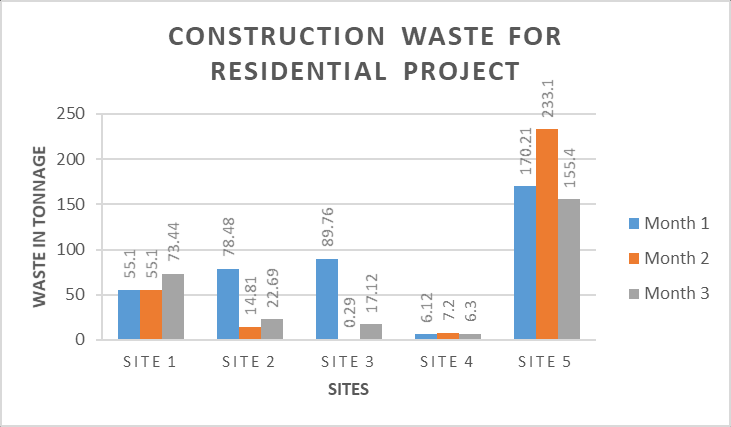 CONSTRUCTION WASTE FOR
RESIDENTIAL PROJECT
WASTE IN TONNAGE
250
200
150
100
50
0
55.1
55.1
73.44
78.48
14.81
22.69
89.76
0.29
17.12
6.12
7.2
6.3
170.21
233.1
155.4
SITE 1
SITE 2
SITE 3
SITE 4
SITE 5
SITES
Month 1
Month 2
Month 3